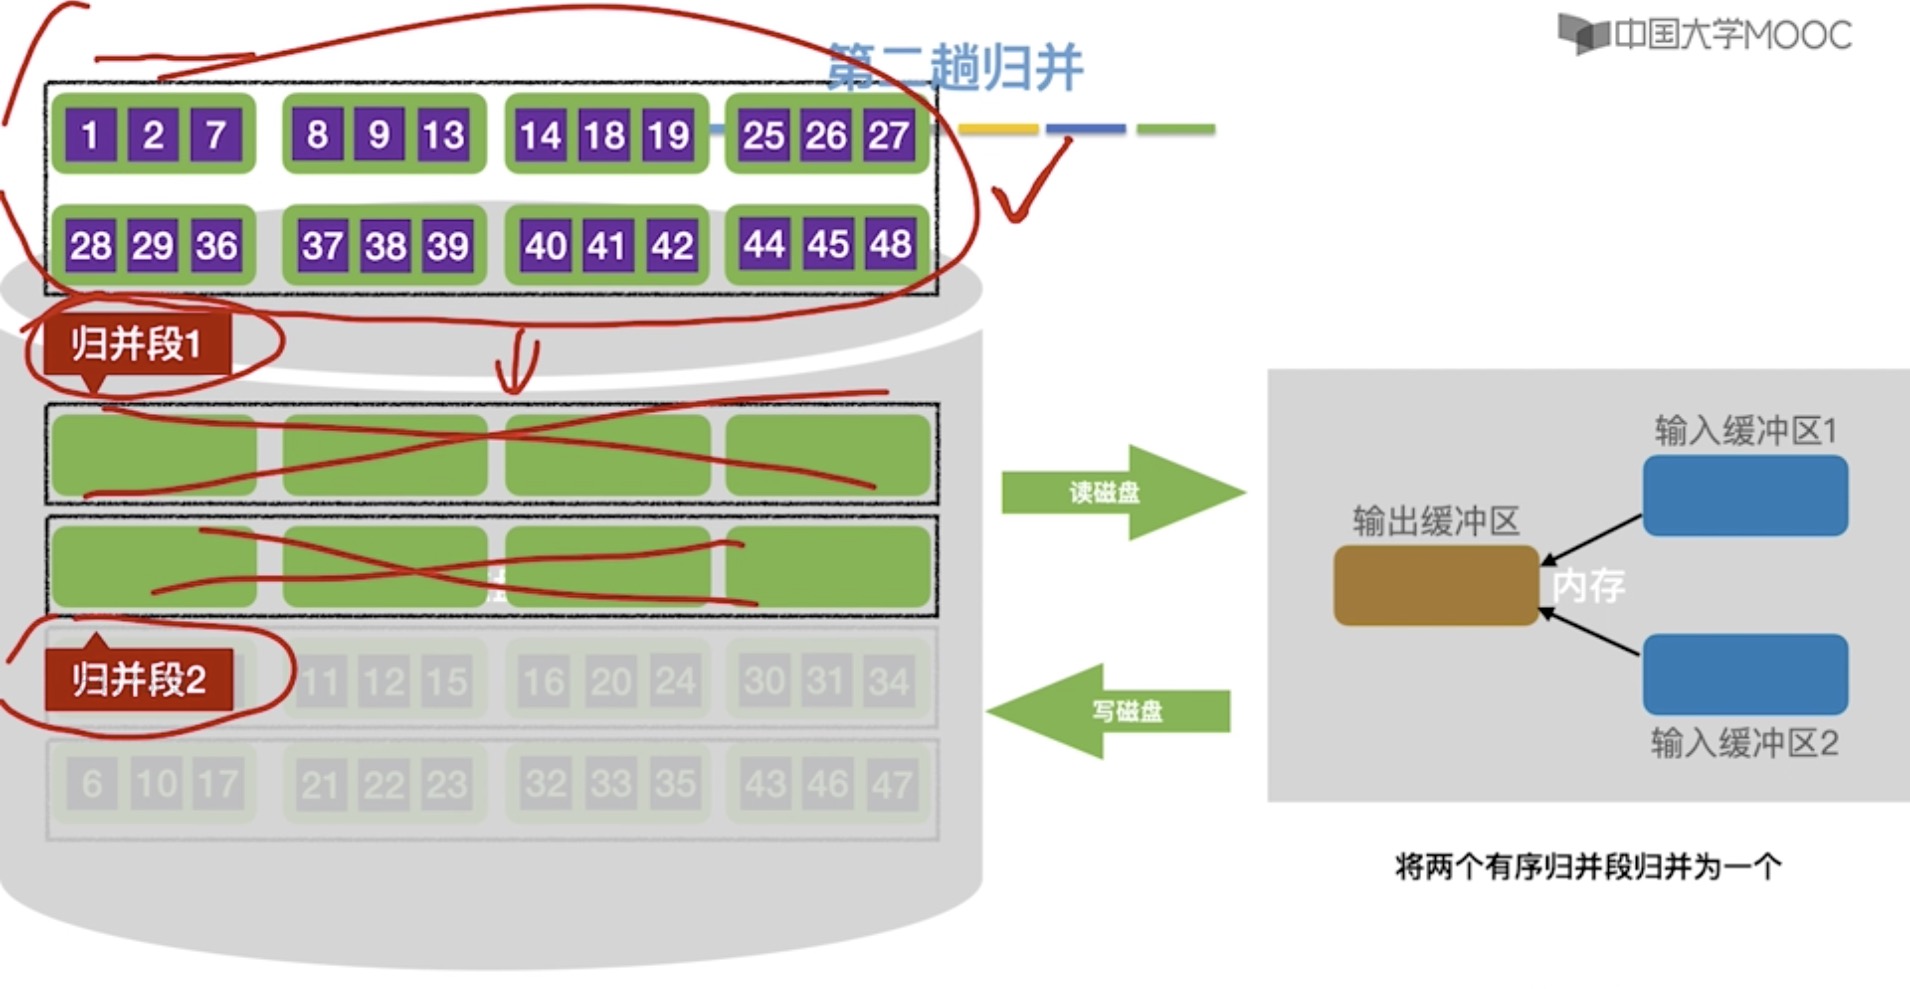 中国大学MOOC
第二趟归并
1 2 7 8 9 13 14 18 19 25 26 27
28 29 36 37 38 39 40 41 42 44 45 48
归并段1
读磁盘
输入缓冲区1
输出缓冲区
内存
归并段2
11 12 15 16 20 24 30 31 34
写磁盘
输入缓冲区2
6 10 17 21 22 23 32 33 35 43 46 47
将两个有序归并段归并为一个